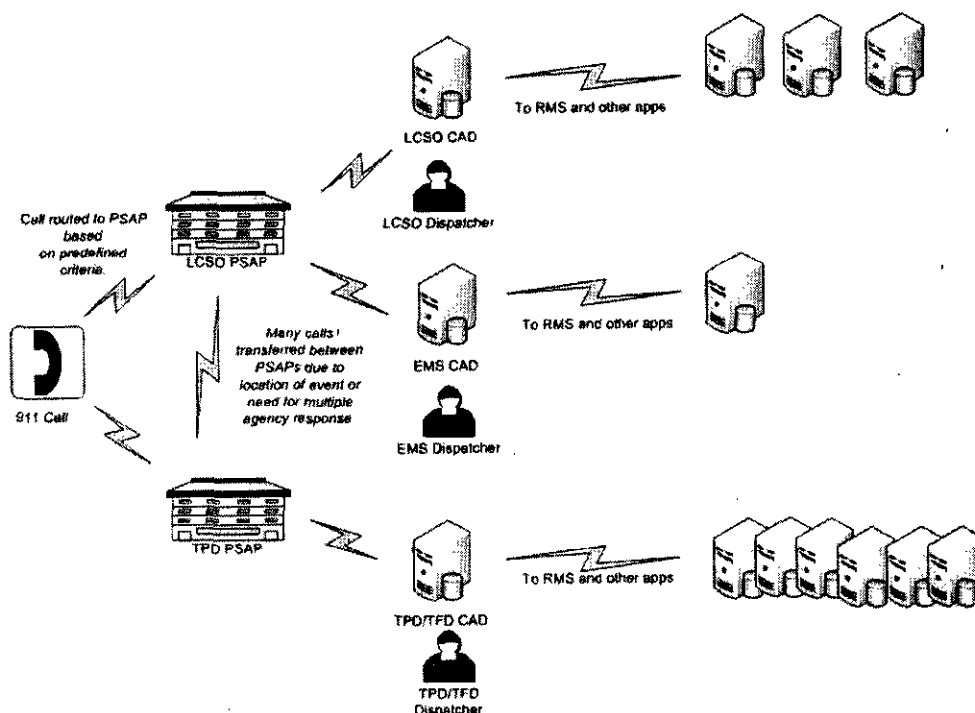 LCSO CAD
To RMS and other apps
LCSO Dispatcher
Call routed to PSAP
based
on predefined
criteria.
LCSO PSAP
Many calls
transferred between
PSAPs due to
location of event or
need for multiple
agency response
EMS CAD
To RMS and other apps
EMS Dispatcher
911 Call
TPD PSAP
TPD/TFD CAD
To RMS and other apps
TPD/TFD
Dispatcher